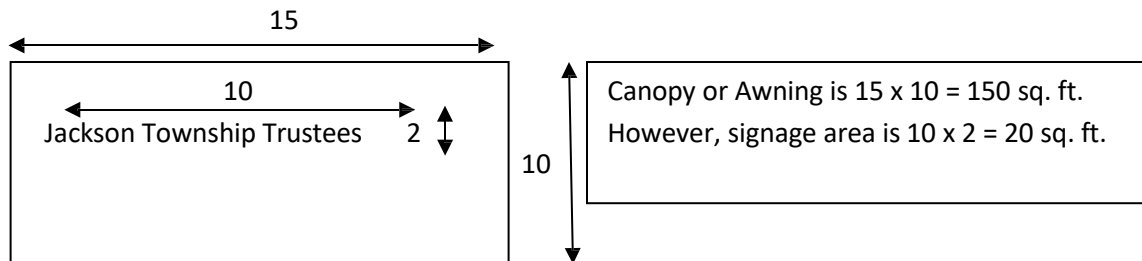 15
10
Jackson Township Trustees 2
10
Canopy or Awning is 15 x 10 = 150 sq. ft.
However, signage area is 10 x 2 = 20 sq. ft.